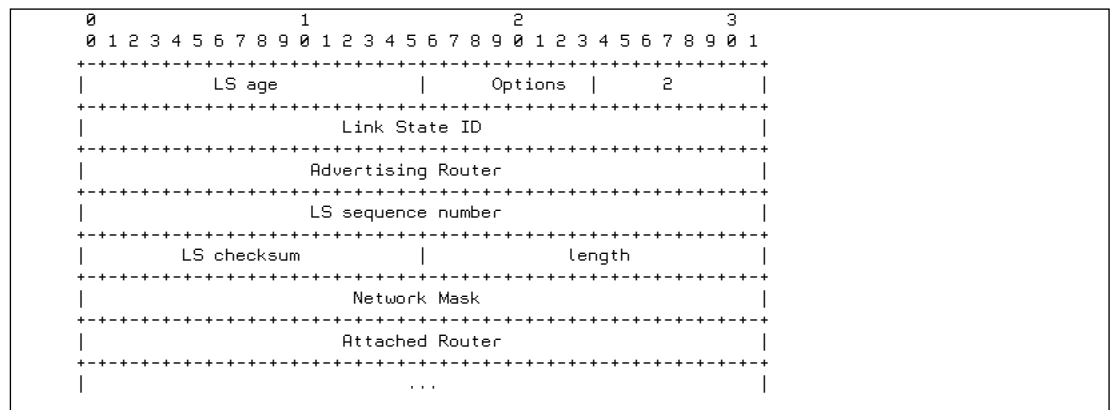 0                   1                   2                   3
0 1 2 3 4 5 6 7 8 9 0 1 2 3 4 5 6 7 8 9 0 1 2 3 4 5 6 7 8 9 0 1
+-+-+-+-+-+-+-+-+-+-+-+-+-+-+-+-+-+-+-+-+-+-+-+-+-+-+-+-+-+-+-+-+
|            LS age             |      Options  |      2        |
+-+-+-+-+-+-+-+-+-+-+-+-+-+-+-+-+-+-+-+-+-+-+-+-+-+-+-+-+-+-+-+-+
|                        Link State ID                          |
+-+-+-+-+-+-+-+-+-+-+-+-+-+-+-+-+-+-+-+-+-+-+-+-+-+-+-+-+-+-+-+-+
|                     Advertising Router                        |
+-+-+-+-+-+-+-+-+-+-+-+-+-+-+-+-+-+-+-+-+-+-+-+-+-+-+-+-+-+-+-+-+
|                     LS sequence number                        |
+-+-+-+-+-+-+-+-+-+-+-+-+-+-+-+-+-+-+-+-+-+-+-+-+-+-+-+-+-+-+-+-+
|         LS checksum           |             length            |
+-+-+-+-+-+-+-+-+-+-+-+-+-+-+-+-+-+-+-+-+-+-+-+-+-+-+-+-+-+-+-+-+
|                         Network Mask                          |
+-+-+-+-+-+-+-+-+-+-+-+-+-+-+-+-+-+-+-+-+-+-+-+-+-+-+-+-+-+-+-+-+
|                        Attached Router                        |
+-+-+-+-+-+-+-+-+-+-+-+-+-+-+-+-+-+-+-+-+-+-+-+-+-+-+-+-+-+-+-+-+
|                              ...                              |